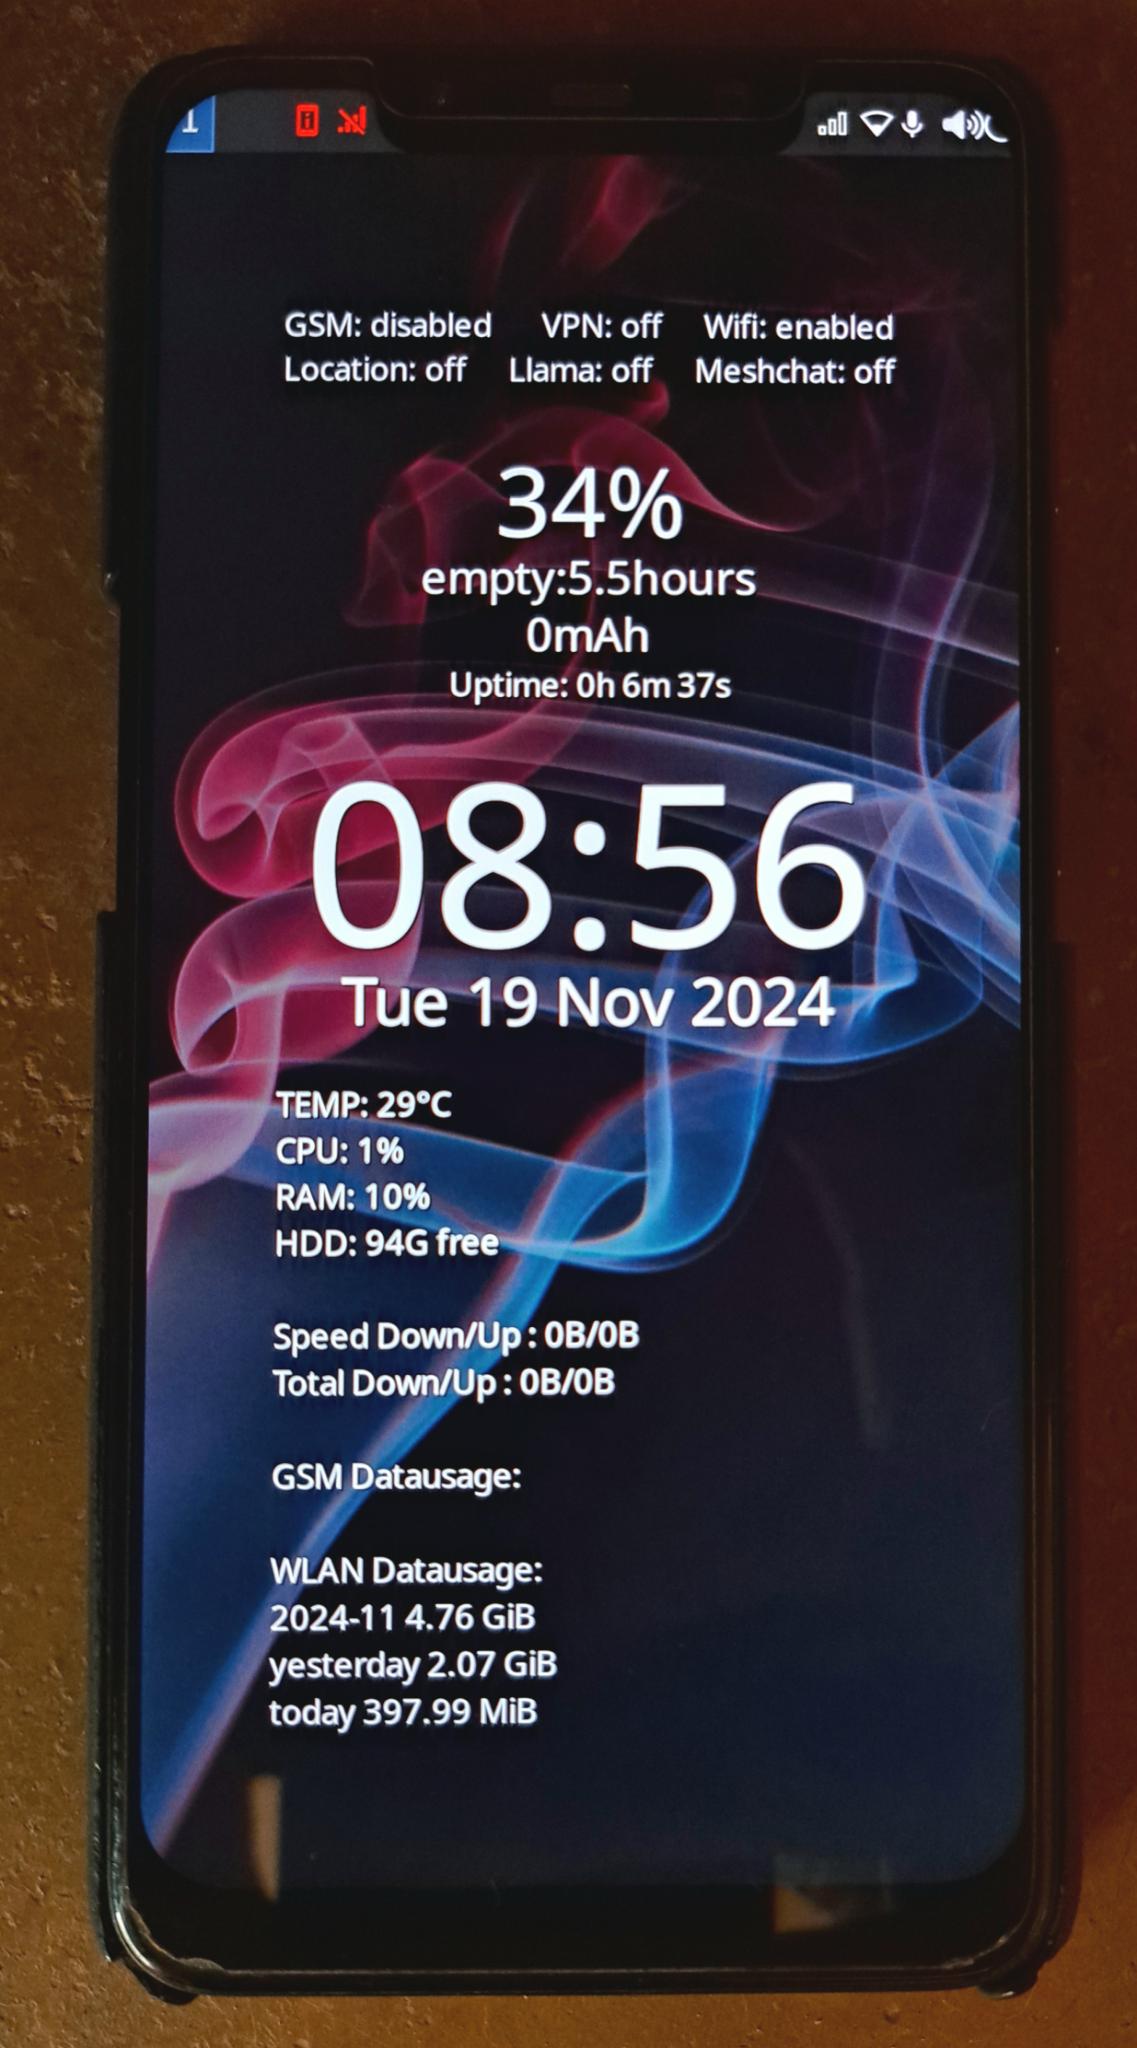 1
GSM: disabled VPN: off Wifi: enabled
Location: off Llama: off Meshchat: off
34%
empty:5.5hours
0mAh
Uptime: 0h 6m 37s
08:56
Tue 19 Nov 2024
TEMP: 29°C
CPU: 1%
RAM: 10%
HDD: 94G free
Speed Down/Up : 0B/0B
Total Down/Up : 0B/0B
GSM Datausage:
WLAN Datausage:
2024-11 4.76 GiB
yesterday 2.07 GiB
today 397.99 MiB